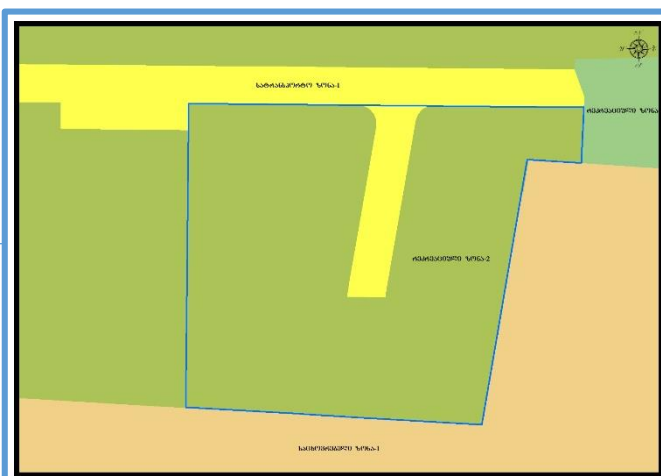 სატრანსპორტო ზონა-1
რეკრეაციული ზონა
რეკრეაციული ზონა-2
საცხოვრებელი ზონა-1